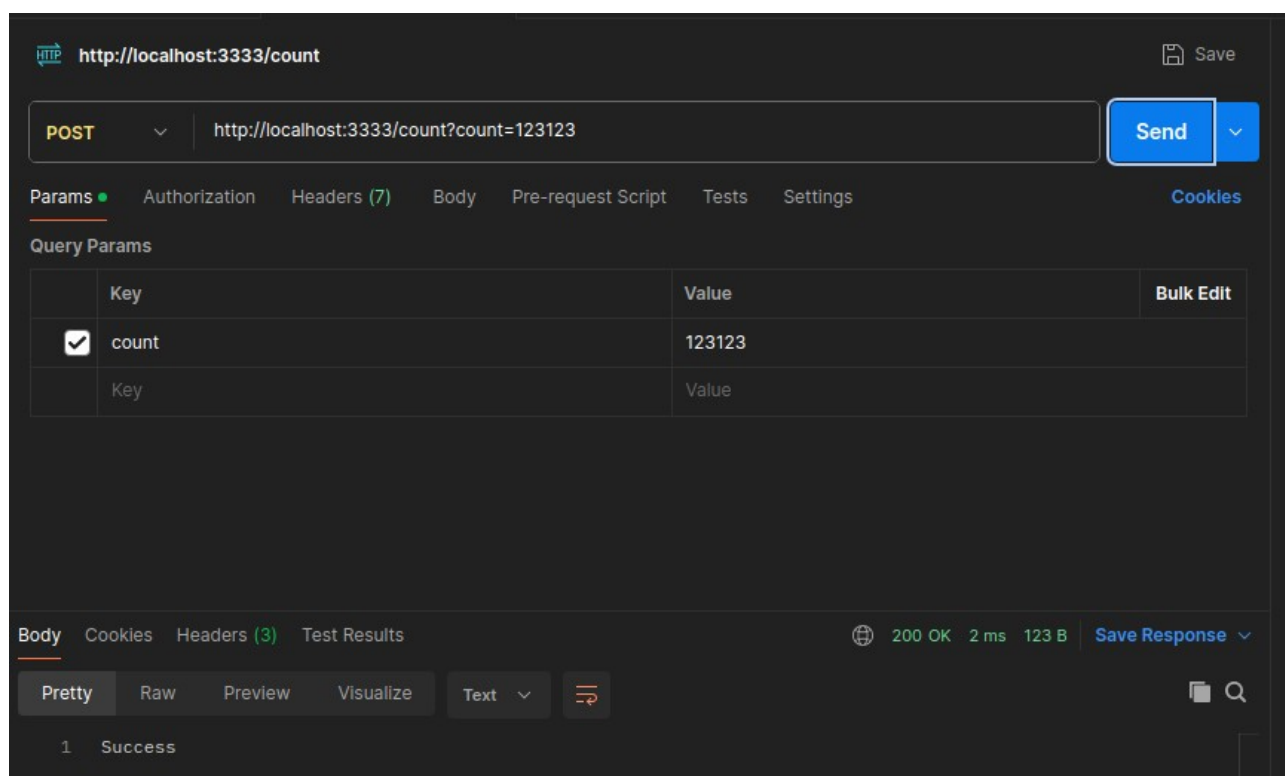 HTTP http://localhost:3333/count Save
POST http://localhost:3333/count?count=123123 Send
Params Authorization Headers (7) Body Pre-request Script Tests Settings Cookies
Query Params
Key Value Bulk Edit
count 123123
Key Value
Body Cookies Headers (3) Test Results 200 OK 2 ms 123 B Save Response
Pretty Raw Preview Visualize Text
1 Success